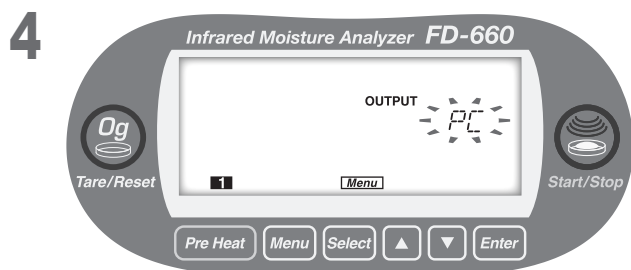 4
Infrared Moisture Analyzer FD-660
OUTPUT PC
0g
Tare/Reset
1 Menu
Start/Stop
Pre Heat Menu Select ▲ ▼ Enter